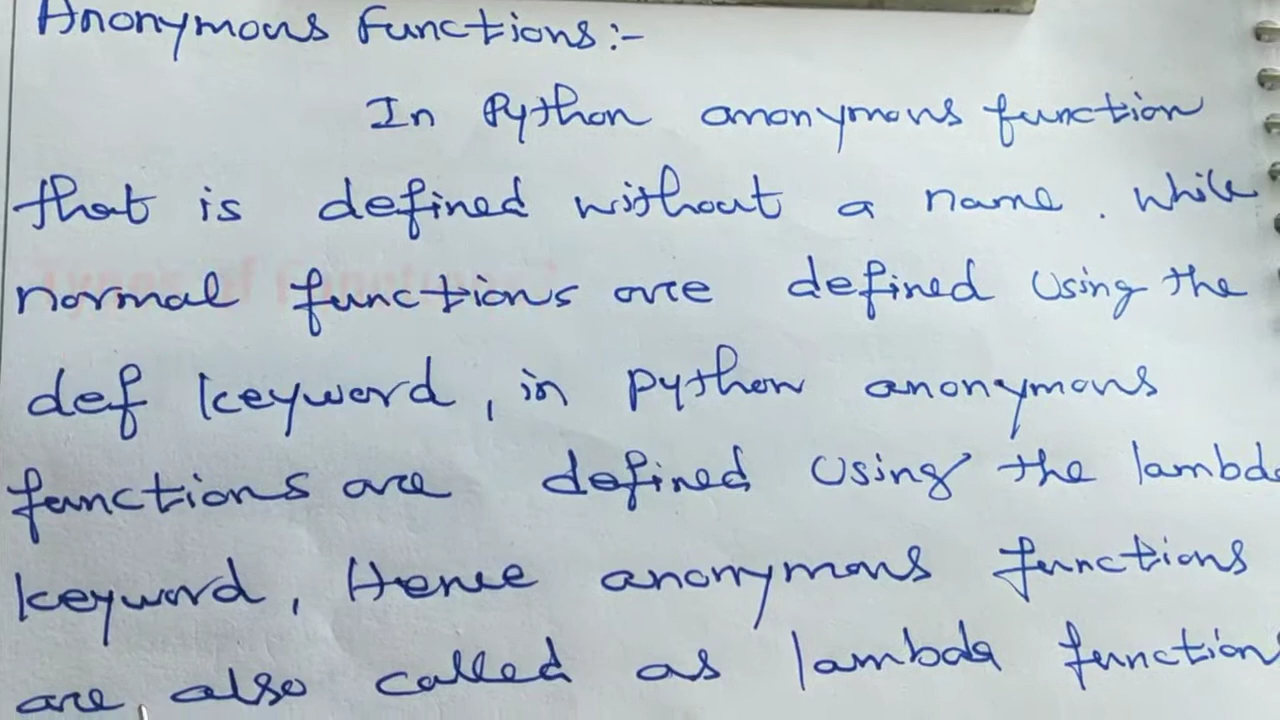 Anonymous Functions:-
In Python anonymous function
that is defined without a name. While
normal functions are defined Using the
def keyword, in python anonymous
functions are defined Using the lambda
keyword, Hence anonymous functions
are also called as lambda function